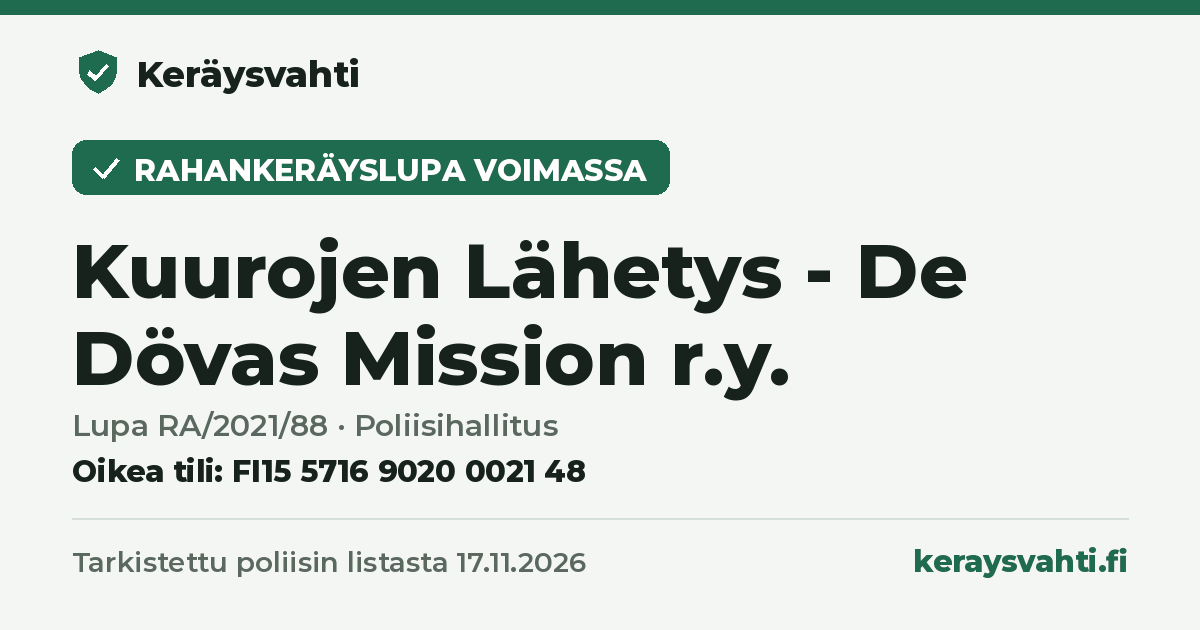 Keräysvahti
RAHANKERÄYSLUPA VOIMASSA
Kuurojen Lähetys - De
Dövas Mission r.y.
Lupa RA/2021/88 · Poliisihallitus
Oikea tili: FI15 5716 9020 0021 48
Tarkistettu poliisin listasta 17.11.2026
keraysvahti.fi